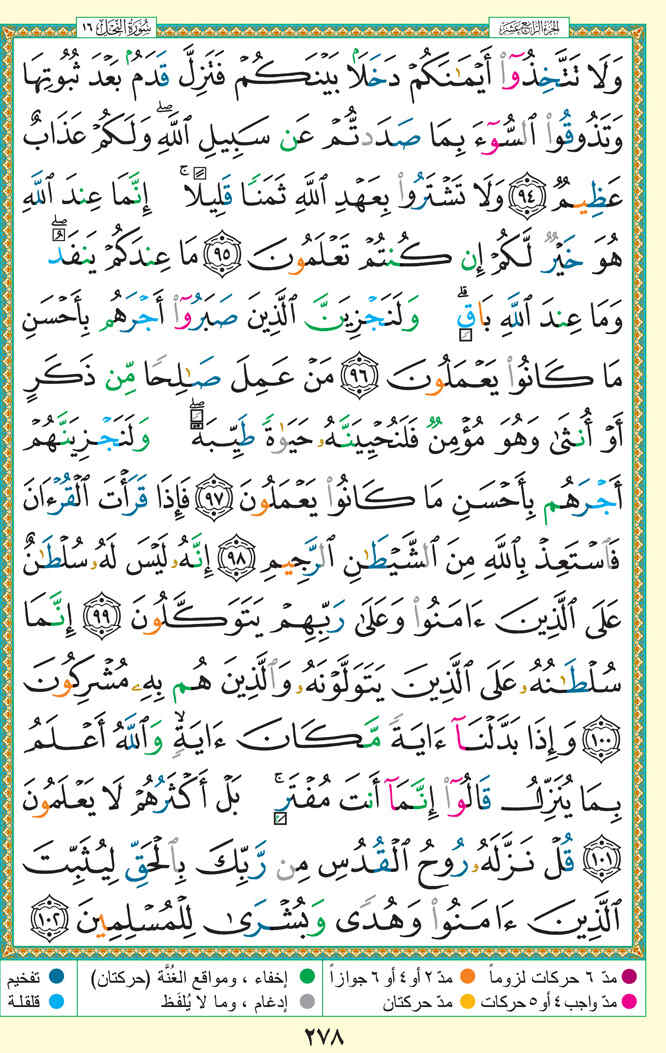 الجزء الرابع عشر
سورة النحل ١٦
وَلَا تَتَّخِذُوٓا۟ أَيْمَـٰنَكُمْ دَخَلًۢا بَيْنَكُمْ فَتَزِلَّ قَدَمٌۢ بَعْدَ ثُبُوتِهَا
وَتَذُوقُوا۟ ٱلسُّوٓءَ بِمَا صَدَدتُّمْ عَن سَبِيلِ ٱللَّهِ ۖ وَلَكُمْ عَذَابٌ
عَظِيمٌ ﴿٩٤﴾ وَلَا تَشْتَرُوا۟ بِعَهْدِ ٱللَّهِ ثَمَنًا قَلِيلًا ۚ إِنَّمَا عِندَ ٱللَّهِ
هُوَ خَيْرٌ لَّكُمْ إِن كُنتُمْ تَعْلَمُونَ ﴿٩٥﴾ مَا عِندَكُمْ يَنفَدُ ۖ
وَمَا عِندَ ٱللَّهِ بَاقٍ ۗ وَلَنَجْزِيَنَّ ٱلَّذِينَ صَبَرُوٓا۟ أَجْرَهُم بِأَحْسَنِ
مَا كَانُوا۟ يَعْمَلُونَ ﴿٩٦﴾ مَنْ عَمِلَ صَـٰلِحًا مِّن ذَكَرٍ
أَوْ أُنثَىٰ وَهُوَ مُؤْمِنٌ فَلَنُحْيِيَنَّهُۥ حَيَوٰةً طَيِّبَةً ۖ وَلَنَجْزِيَنَّهُمْ
أَجْرَهُم بِأَحْسَنِ مَا كَانُوا۟ يَعْمَلُونَ ﴿٩٧﴾ فَإِذَا قَرَأْتَ ٱلْقُرْءَانَ
فَٱسْتَعِذْ بِٱللَّهِ مِنَ ٱلشَّيْطَـٰنِ ٱلرَّجِيمِ ﴿٩٨﴾ إِنَّهُۥ لَيْسَ لَهُۥ سُلْطَـٰنٌ
عَلَى ٱلَّذِينَ ءَامَنُوا۟ وَعَلَىٰ رَبِّهِمْ يَتَوَكَّلُونَ ﴿٩٩﴾ إِنَّمَا
سُلْطَـٰنُهُۥ عَلَى ٱلَّذِينَ يَتَوَلَّوْنَهُۥ وَٱلَّذِينَ هُم بِهِۦ مُشْرِكُونَ
﴿١٠٠﴾ وَإِذَا بَدَّلْنَآ ءَايَةً مَّكَانَ ءَايَةٍ ۙ وَٱللَّهُ أَعْلَمُ
بِمَا يُنَزِّلُ قَالُوٓا۟ إِنَّمَآ أَنتَ مُفْتَرٍۭ ۚ بَلْ أَكْثَرُهُمْ لَا يَعْلَمُونَ
﴿١٠١﴾ قُلْ نَزَّلَهُۥ رُوحُ ٱلْقُدُسِ مِن رَّبِّكَ بِٱلْحَقِّ لِيُثَبِّتَ
ٱلَّذِينَ ءَامَنُوا۟ وَهُدًى وَبُشْرَىٰ لِلْمُسْلِمِينَ ﴿١٠٢﴾
مدّ ٦ حركات لزوماً مدّ ٢ أو ٤ أو ٦ جوازاً إخفاء ، ومواقع الغُنَّة (حركتان) تفخيم
مدّ واجب ٤ أو ٥ حركات مدّ حركتان إدغام ، وما لا يُلفَظ قلقلة
٢٧٨